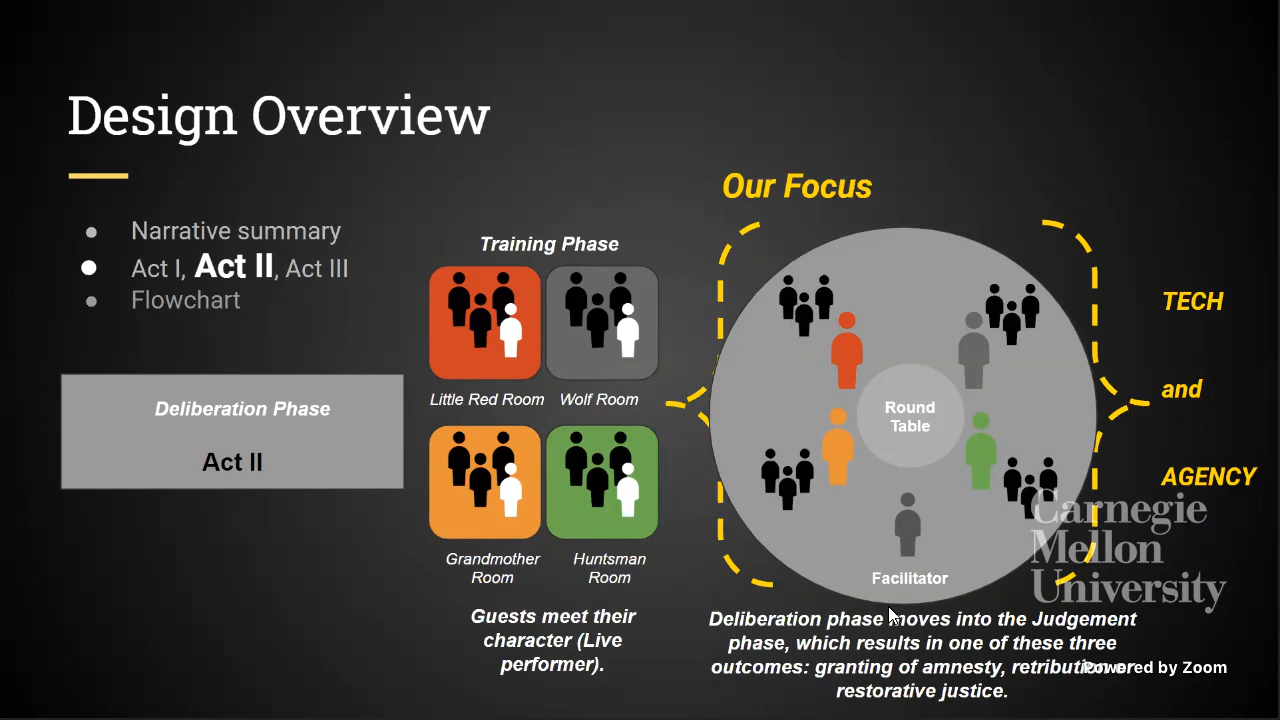 Design Overview
Our Focus
Narrative summary
Act I, Act II, Act III
Flowchart
Deliberation Phase
Act II
Training Phase
Little Red Room
Wolf Room
Grandmother
Room
Huntsman
Room
Guests meet their
character (Live
performer).
Round
Table
Facilitator
TECH
and
AGENCY
Deliberation phase moves into the Judgement
phase, which results in one of these three
outcomes: granting of amnesty, retribution or
restorative justice.
Carnegie
Mellon
University
Powered by Zoom